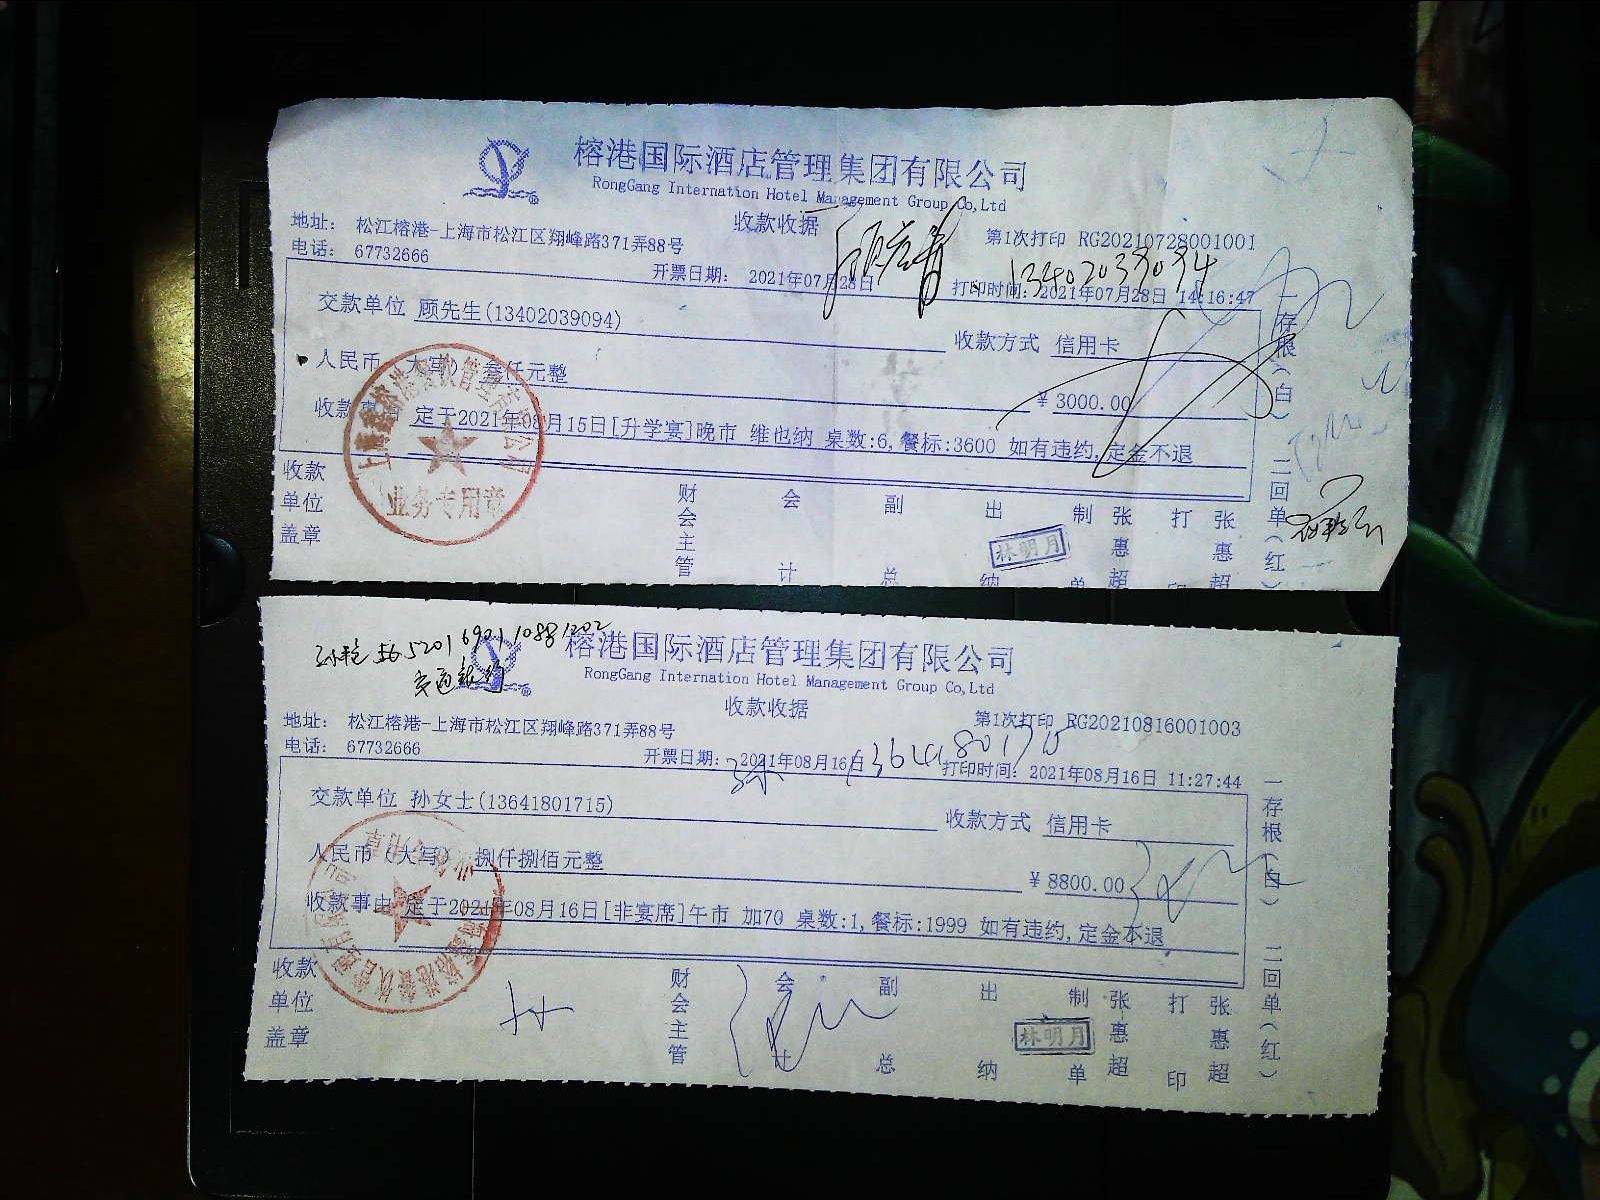 榕港国际酒店管理集团有限公司
RongGang Internation Hotel Management Group Co,Ltd
收款收据
地址： 松江榕港-上海市松江区翔峰路371弄88号
第1次打印 RG20210728001001
电话： 67732666
13402039094
开票日期： 2021年07月28日
打印时间：2021年07月28日 14:16:47
交款单位 顾先生(13402039094)
收款方式 信用卡
人民币（大写） 叁仟元整
¥ 3000.00
收款事由 定于2021年08月15日[升学宴]晚市 维也纳 桌数:6,餐标:3600 如有违约,定金不退
业务专用章
收款单位盖章
财会主管 会计 副总 出纳 林明月 制单 张惠超 打印 张惠超
一存根(白) 二回单(红)
孙艳 5201 6901 1088 1202
交通银行
榕港国际酒店管理集团有限公司
RongGang Internation Hotel Management Group Co,Ltd
收款收据
地址： 松江榕港-上海市松江区翔峰路371弄88号
第1次打印 RG20210816001003
电话： 67732666
孙 13641801715
开票日期： 2021年08月16日
打印时间：2021年08月16日 11:27:44
交款单位 孙女士(13641801715)
收款方式 信用卡
人民币（大写） 捌仟捌佰元整
¥ 8800.00
收款事由 定于2021年08月16日[非宴席]午市 加70 桌数:1,餐标:1999 如有违约,定金不退
收款单位盖章
财会主管 会计 副总 出纳 林明月 制单 张惠超 打印 张惠超
一存根(白) 二回单(红)